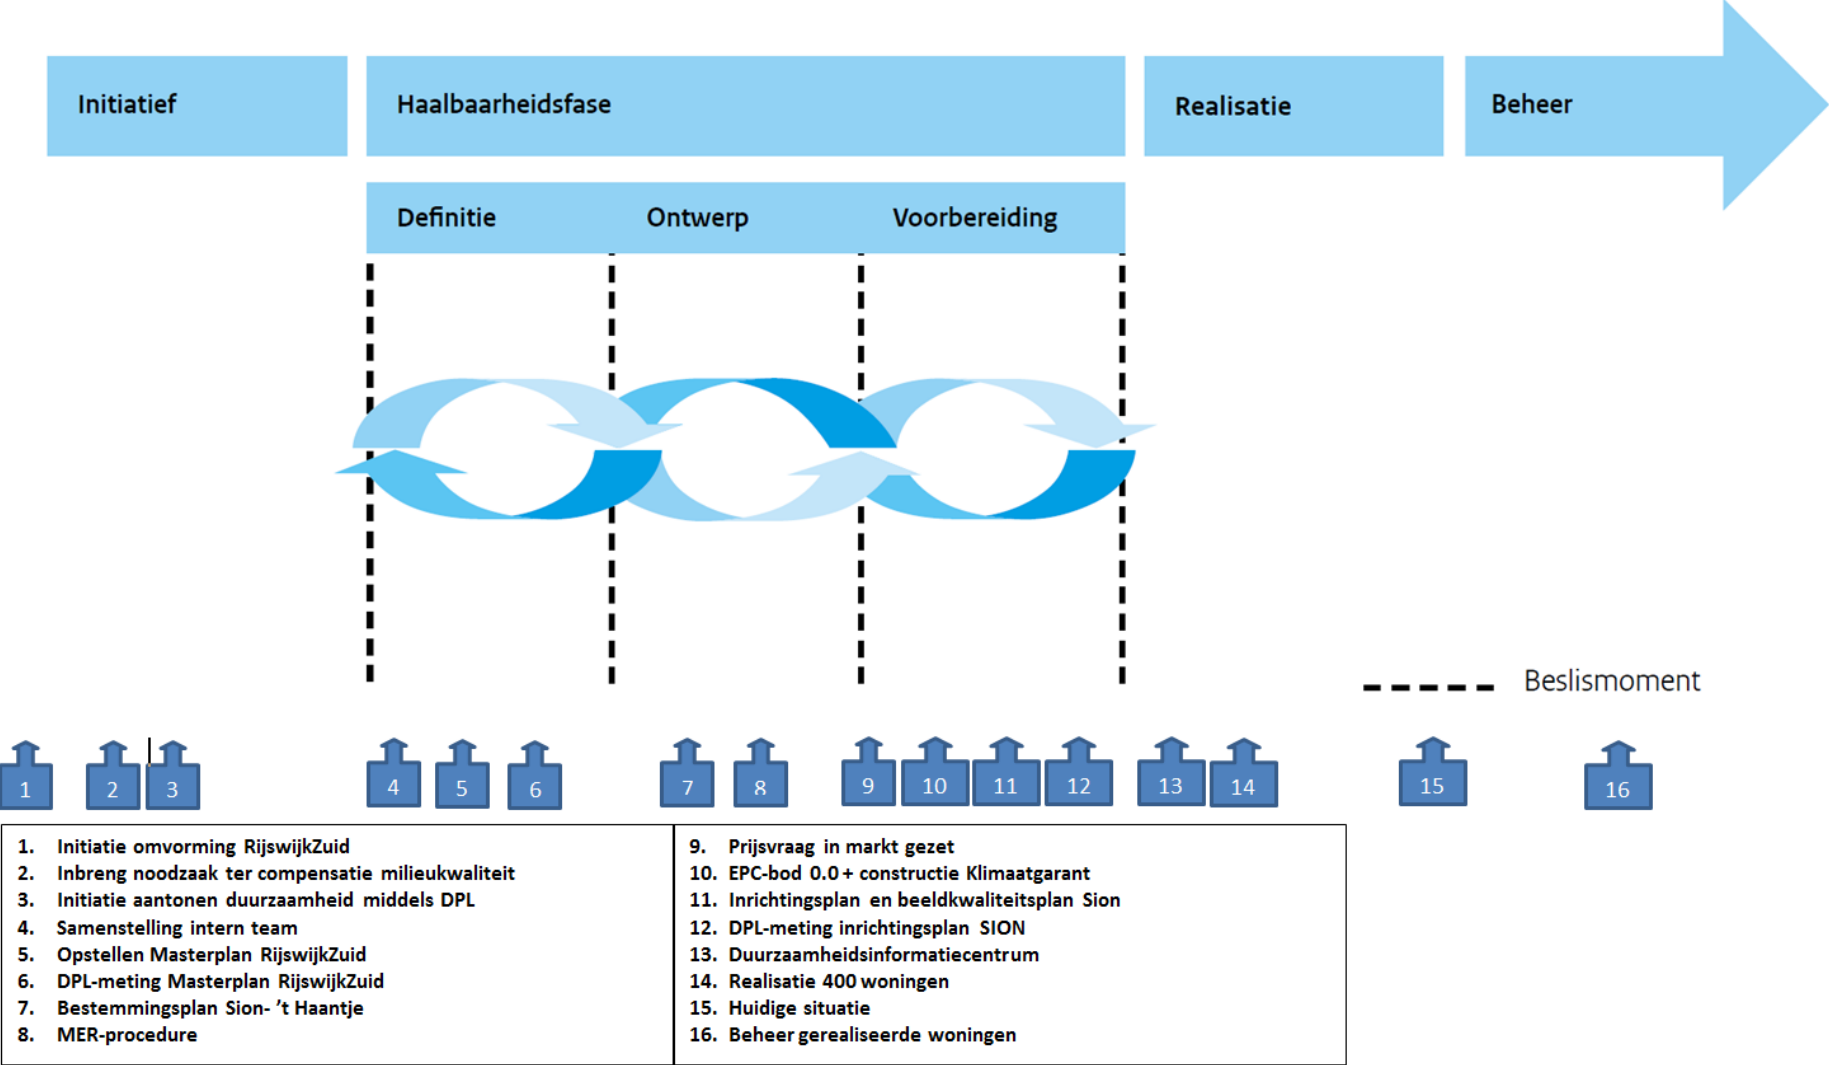 Initiatief
Haalbaarheidsfase
Realisatie
Beheer
Definitie
Ontwerp
Voorbereiding
Beslismoment
1
2
3
4
5
6
7
8
9
10
11
12
13
14
15
16
1. Initiatie omvorming RijswijkZuid
2. Inbreng noodzaak ter compensatie milieukwaliteit
3. Initiatie aantonen duurzaamheid middels DPL
4. Samenstelling intern team
5. Opstellen Masterplan RijswijkZuid
6. DPL-meting Masterplan RijswijkZuid
7. Bestemmingsplan Sion- ’t Haantje
8. MER-procedure
9. Prijsvraag in markt gezet
10. EPC-bod 0.0 + constructie Klimaatgarant
11. Inrichtingsplan en beeldkwaliteitsplan Sion
12. DPL-meting inrichtingsplan SION
13. Duurzaamheidsinformatiecentrum
14. Realisatie 400 woningen
15. Huidige situatie
16. Beheer gerealiseerde woningen